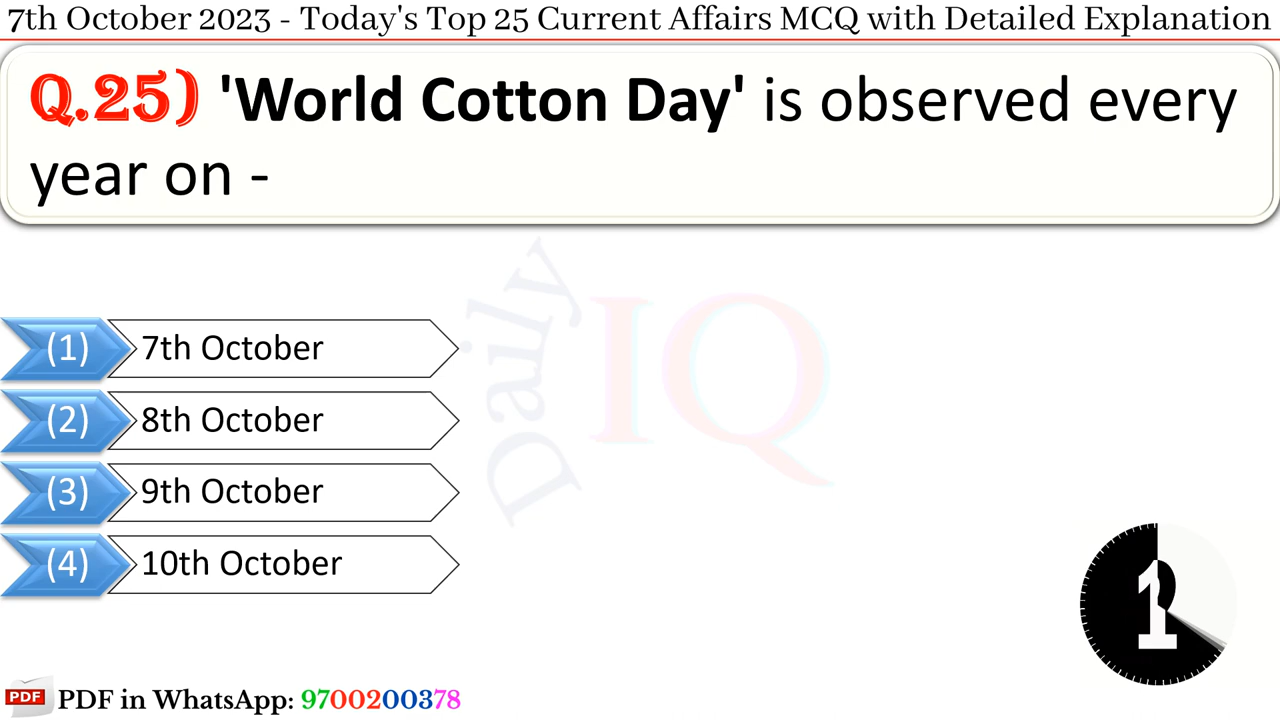 7th October 2023 - Today's Top 25 Current Affairs MCQ with Detailed Explanation
Q.25) 'World Cotton Day' is observed every
year on -
Daily IQ
(1) 7th October
(2) 8th October
(3) 9th October
(4) 10th October
1
PDF PDF in WhatsApp: 9700200378